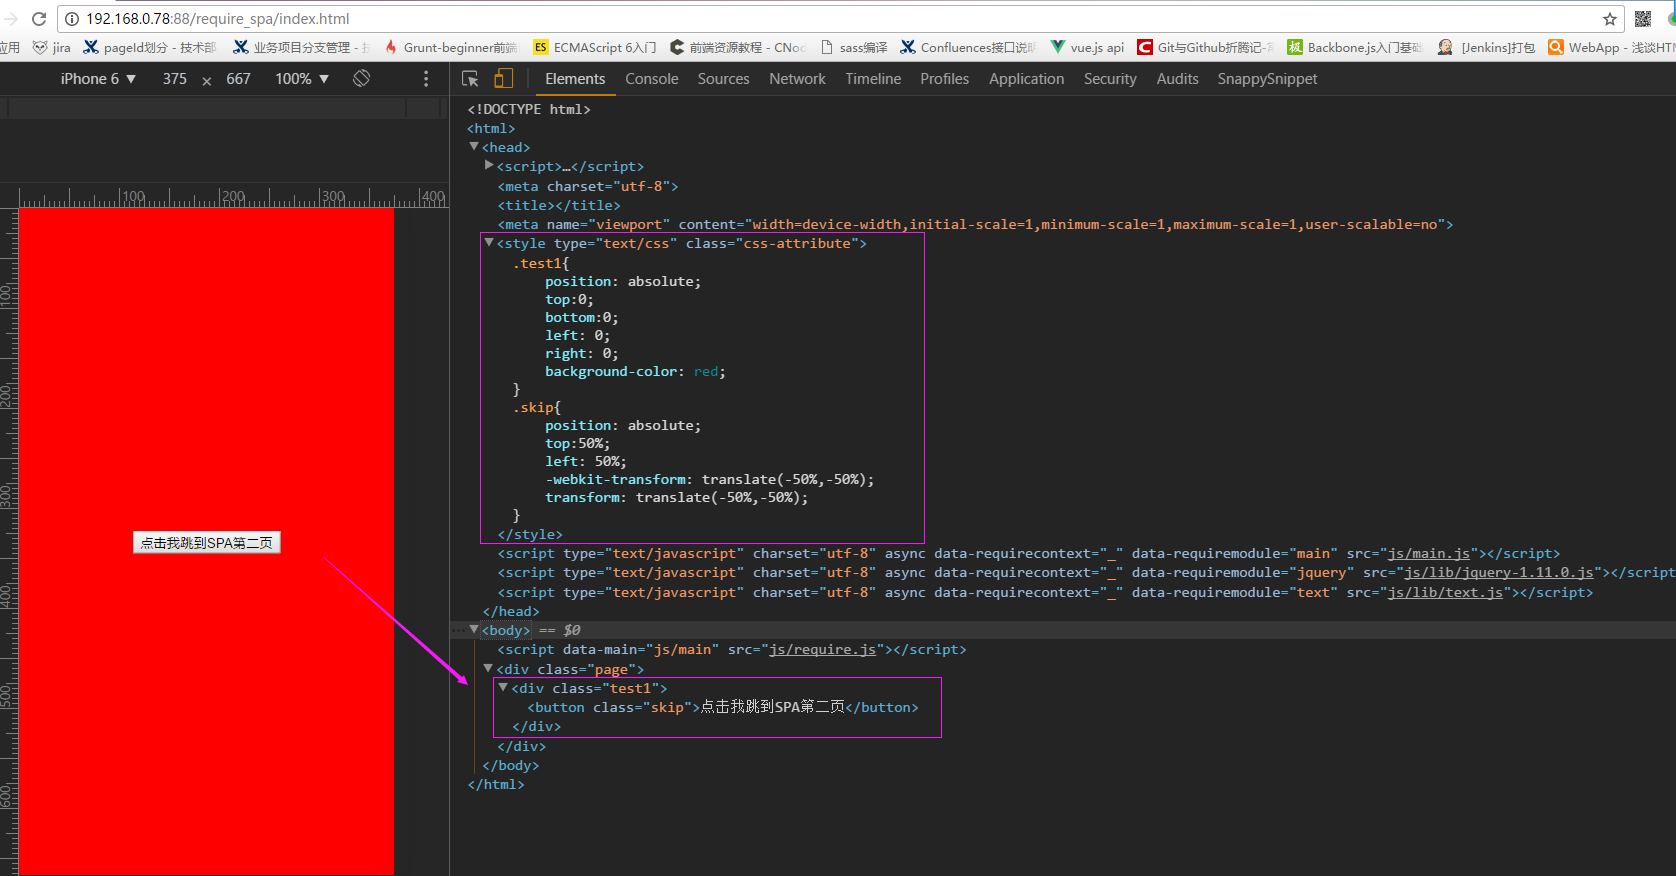 192.168.0.78:88/require_spa/index.html
应用 jira pageId划分 - 技术部 业务项目分支管理 - 技 Grunt-beginner前端 ES ECMAScript 6入门 前端资源教程 - CNod sass编译 Confluences接口说明 vue.js api Git与Github折腾记- 极 Backbone.js入门基础 [Jenkins]打包 WebApp - 浅谈HTM
iPhone 6 ▼ 375 × 667 100% ▼
Elements Console Sources Network Timeline Profiles Application Security Audits SnappySnippet
100 200 300 400
100
200
300
400
500
600
点击我跳到SPA第二页
<!DOCTYPE html>
<html>
▼<head>
▶<script>…</script>
<meta charset="utf-8">
<title></title>
<meta name="viewport" content="width=device-width,initial-scale=1,minimum-scale=1,maximum-scale=1,user-scalable=no">
▼<style type="text/css" class="css-attribute">
.test1{
position: absolute;
top:0;
bottom:0;
left: 0;
right: 0;
background-color: red;
}
.skip{
position: absolute;
top:50%;
left: 50%;
-webkit-transform: translate(-50%,-50%);
transform: translate(-50%,-50%);
}
</style>
<script type="text/javascript" charset="utf-8" async data-requirecontext="_" data-requiremodule="main" src="js/main.js"></script>
<script type="text/javascript" charset="utf-8" async data-requirecontext="_" data-requiremodule="jquery" src="js/lib/jquery-1.11.0.js"></script
<script type="text/javascript" charset="utf-8" async data-requirecontext="_" data-requiremodule="text" src="js/lib/text.js"></script>
</head>
… ▼<body> == $0
<script data-main="js/main" src="js/require.js"></script>
▼<div class="page">
▼<div class="test1">
<button class="skip">点击我跳到SPA第二页</button>
</div>
</div>
</body>
</html>